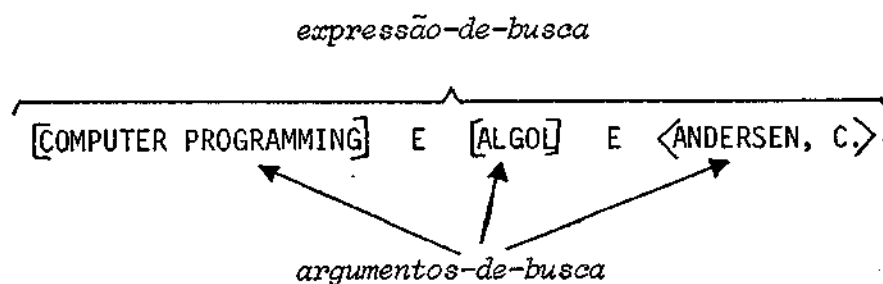 expressão-de-busca
[COMPUTER PROGRAMMING] E [ALGOL] E <ANDERSEN, C.>
argumentos-de-busca